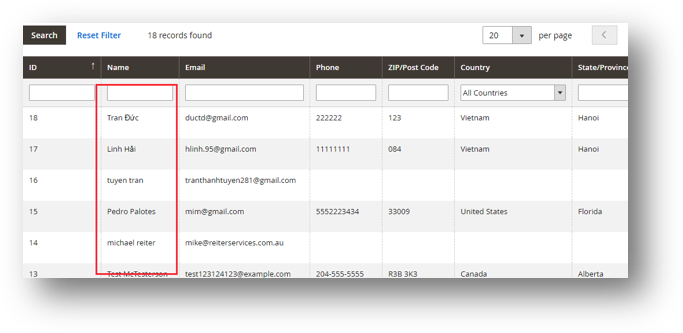 Search Reset Filter 18 records found 20 per page
ID Name Email Phone ZIP/Post Code Country State/Province
All Countries
18 Tran Đức ductd@gmail.com 222222 123 Vietnam Hanoi
17 Linh Hải hlinh.95@gmail.com 11111111 084 Vietnam Hanoi
16 tuyen tran tranthanhtuyen281@gmail.com
15 Pedro Palotes mim@gmail.com 5552223434 33009 United States Florida
14 michael reiter mike@reiterservices.com.au
13 Test McTesterson test123124123@example.com 204-555-5555 R3B 3K3 Canada Alberta